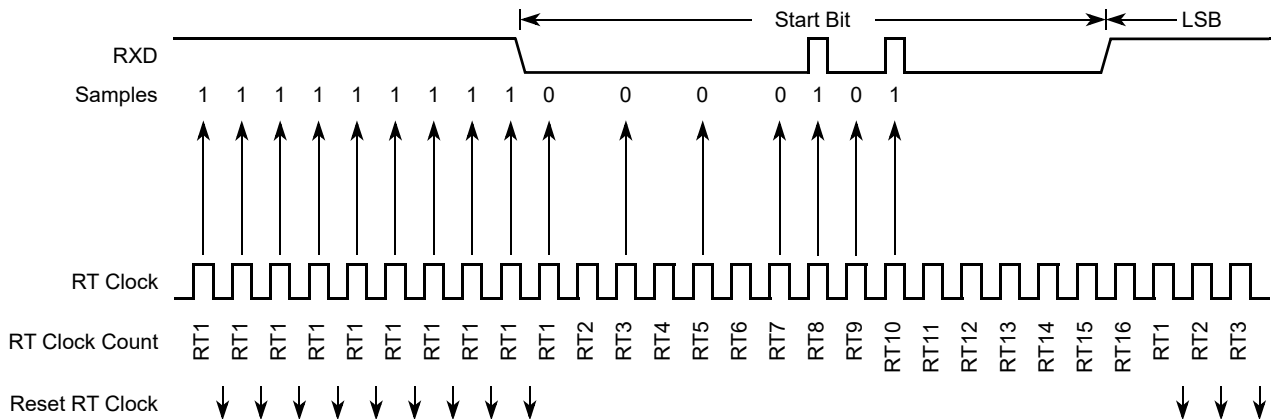 Start Bit LSB
RXD
Samples 1 1 1 1 1 1 1 1 1 0 0 0 0 1 0 1
RT Clock
RT Clock Count RT1 RT1 RT1 RT1 RT1 RT1 RT1 RT1 RT1 RT1 RT2 RT3 RT4 RT5 RT6 RT7 RT8 RT9 RT10 RT11 RT12 RT13 RT14 RT15 RT16 RT1 RT2 RT3
Reset RT Clock